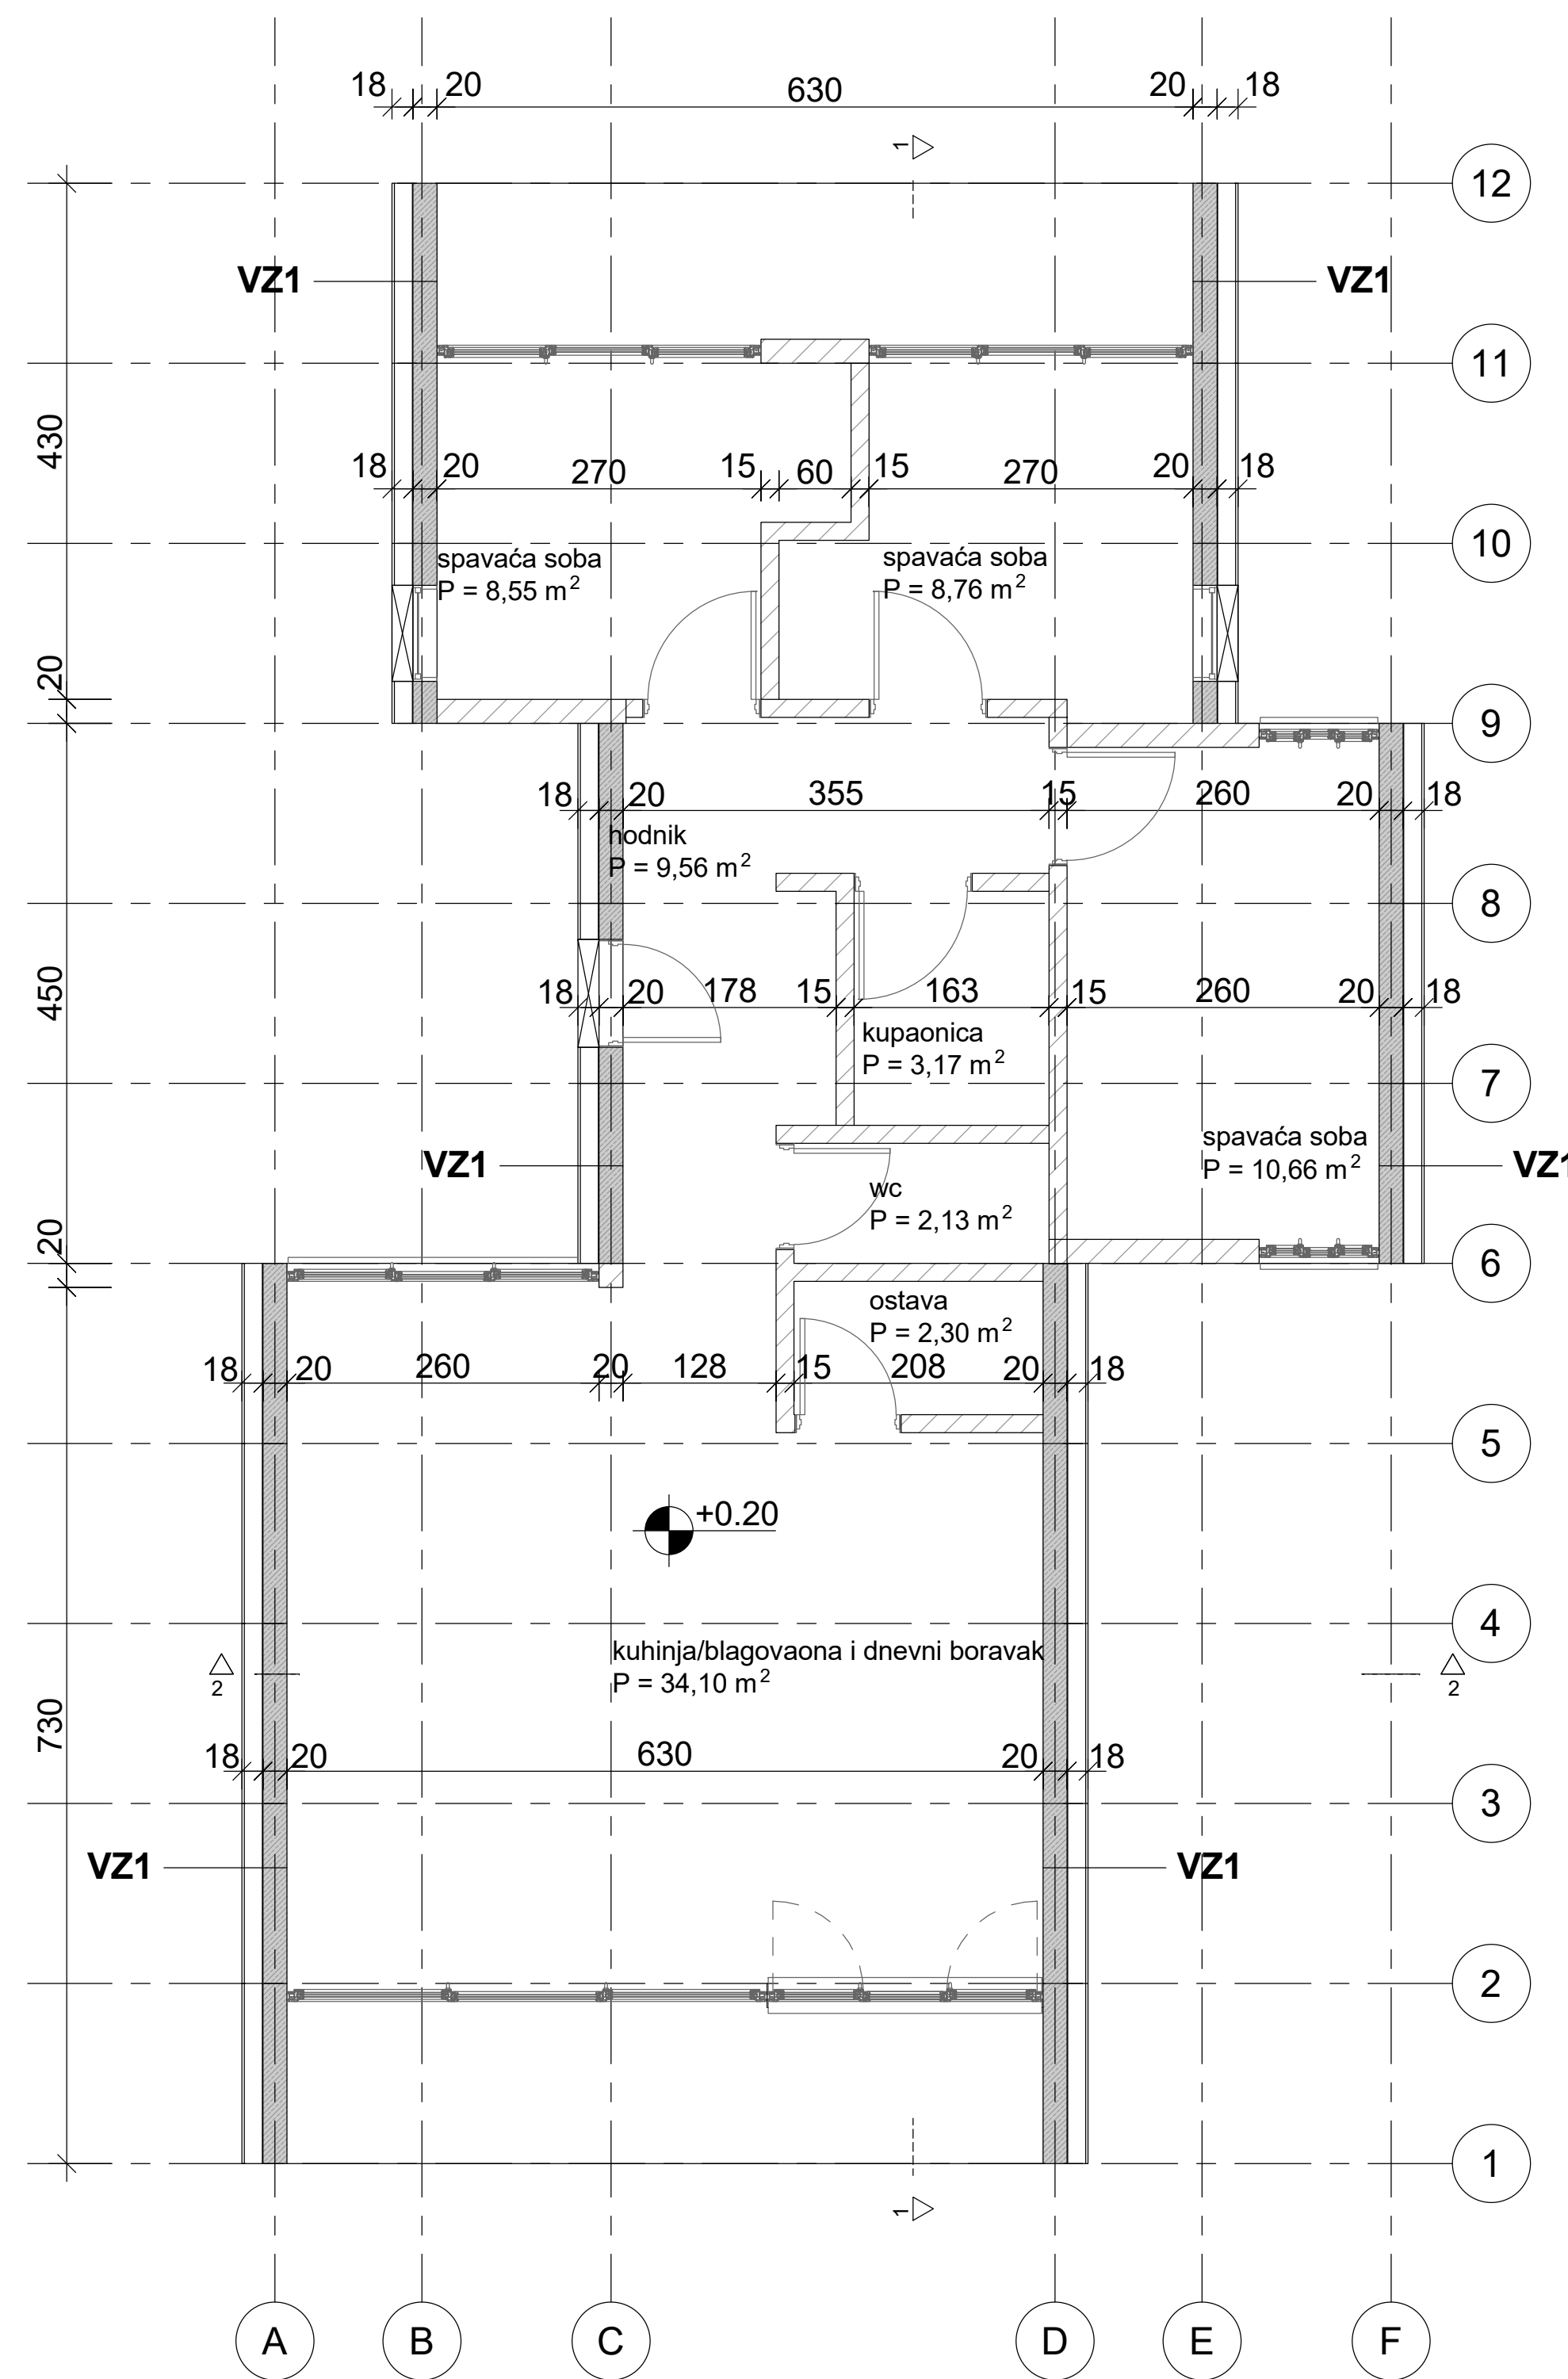 18 20 630 20 18
1
12
VZ1 VZ1
11
430
18 20 270 15 60 15 270 20 18
10
spavaća soba
P = 8,55 m²
spavaća soba
P = 8,76 m²
20
9
18 20 355 15 260 20 18
hodnik
P = 9,56 m²
8
450
18 20 178 15 163 15 260 20 18
kupaonica
P = 3,17 m²
7
spavaća soba
P = 10,66 m²
VZ1 VZ1
wc
P = 2,13 m²
20
6
ostava
P = 2,30 m²
18 20 260 20 128 15 208 20 18
5
+0.20
4
kuhinja/blagovaona i dnevni boravak
P = 34,10 m²
2 2
730
18 20 630 20 18
3
VZ1 VZ1
2
1
1
A B C D E F